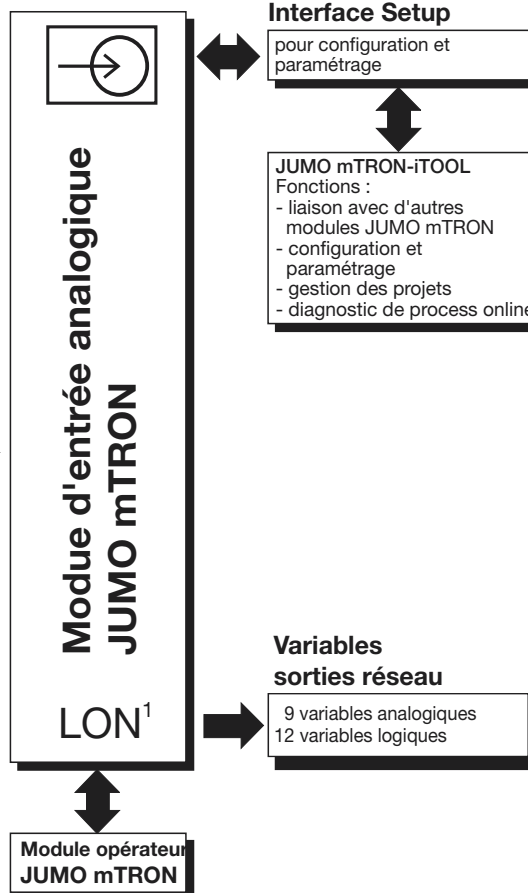 Interface Setup
pour configuration et
paramétrage
JUMO mTRON-iTOOL
Fonctions :
- liaison avec d'autres
modules JUMO mTRON
- configuration et
paramétrage
- gestion des projets
- diagnostic de process online
Modue d'entrée analogique
JUMO mTRON
LON¹
Variables
sorties réseau
9 variables analogiques
12 variables logiques
Module opérateur
JUMO mTRON